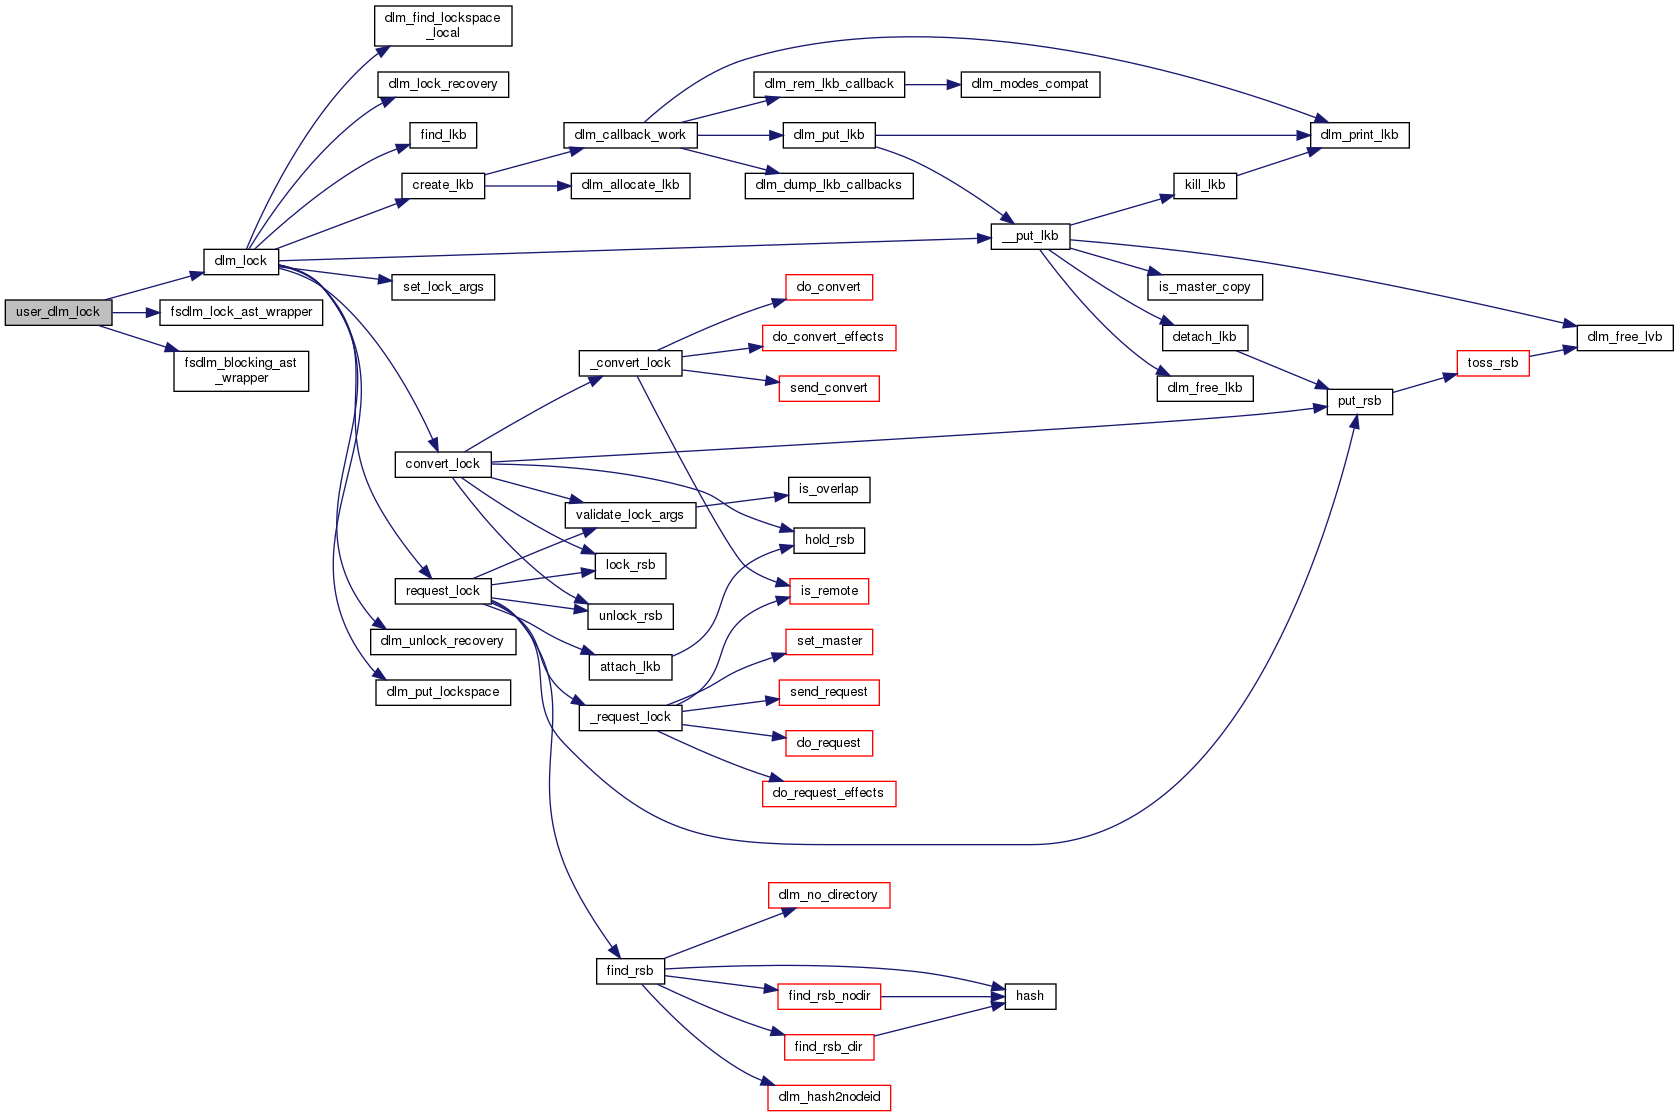 dlm_find_lockspace
_local
dlm_lock_recovery
dlm_rem_lkb_callback
dlm_modes_compat
find_lkb
dlm_callback_work
dlm_put_lkb
dlm_print_lkb
create_lkb
dlm_allocate_lkb
dlm_dump_lkb_callbacks
kill_lkb
__put_lkb
dlm_lock
set_lock_args
do_convert
is_master_copy
user_dlm_lock
fsdlm_lock_ast_wrapper
do_convert_effects
detach_lkb
dlm_free_lvb
fsdlm_blocking_ast
_wrapper
_convert_lock
toss_rsb
send_convert
dlm_free_lkb
put_rsb
convert_lock
is_overlap
validate_lock_args
hold_rsb
lock_rsb
request_lock
is_remote
unlock_rsb
dlm_unlock_recovery
set_master
attach_lkb
dlm_put_lockspace
send_request
_request_lock
do_request
do_request_effects
dlm_no_directory
find_rsb
find_rsb_nodir
hash
find_rsb_dir
dlm_hash2nodeid